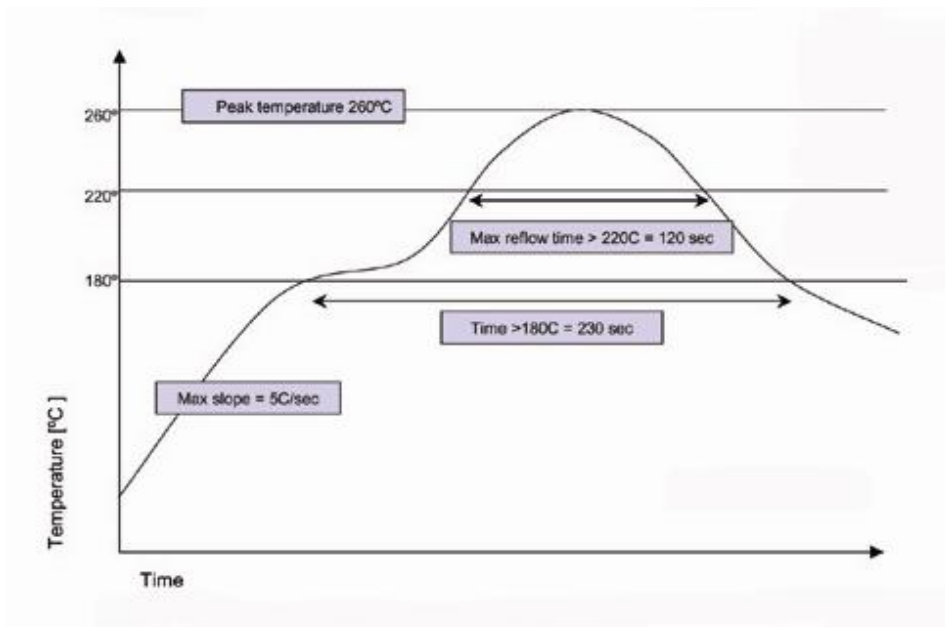 Peak temperature 260ºC
260º
220º
Max reflow time > 220C = 120 sec
180º
Time >180C = 230 sec
Max slope = 5C/sec
Temperature [ºC ]
Time